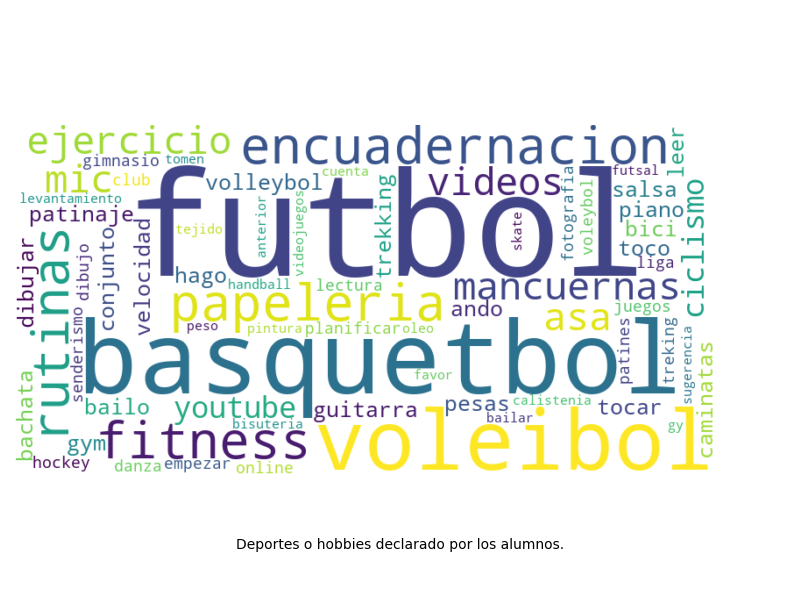 ejercicio
encuadernacion
leer
gimnasio
tomen
mic
club
volleybol
cuenta
trekking
videos
fotografia
futsal
salsa
levantamiento
patinaje
futbol
voleybol
piano
ciclismo
tejido
anterior
videojuegos
skate
bici
toco
liga
dibujar
rutinas
dibujo
conjunto
velocidad
hago
handball
lectura
mancuernas
senderismo
papeleria
ando
asa
juegos
peso
pintura
planificar
oleo
basquetbol
patines
treking
sugerencia
caminatas
favor
bachata
bailo
youtube
guitarra
pesas
calistenia
tocar
bailar
bisuteria
gy
gym
fitness
voleibol
hockey
danza
empezar
online
Deportes o hobbies declarado por los alumnos.